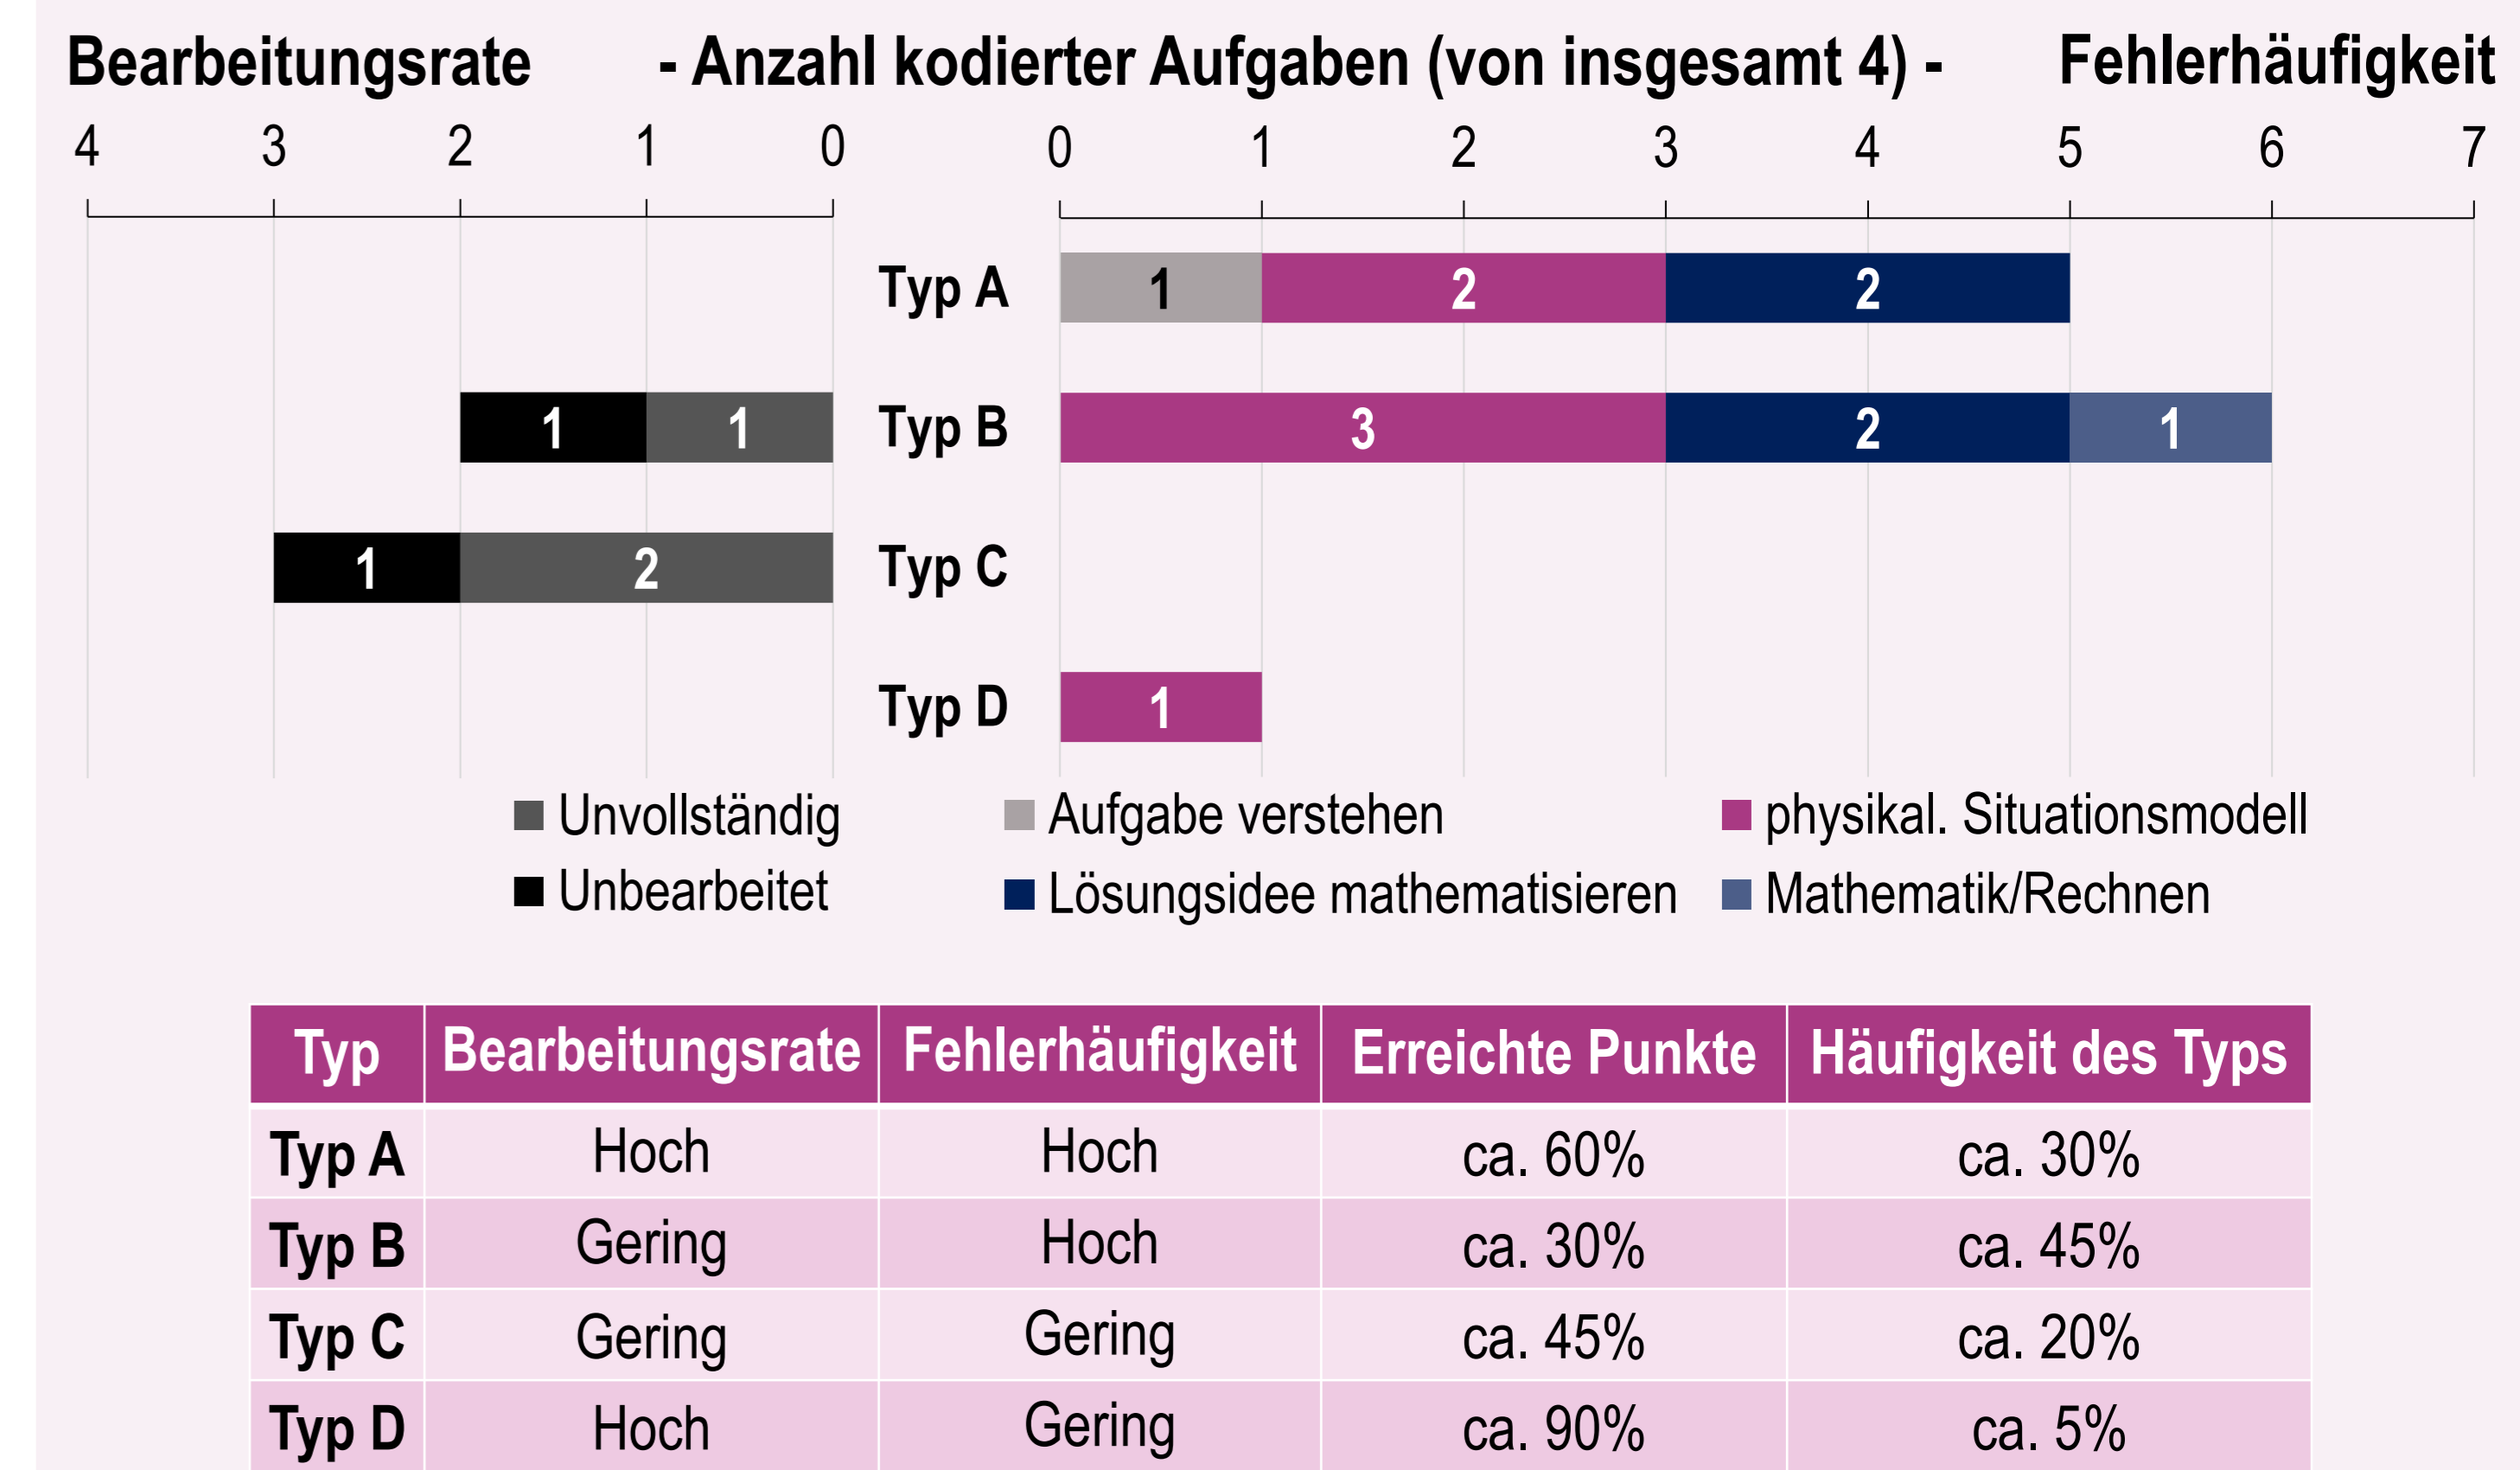 Bearbeitungsrate - Anzahl kodierter Aufgaben (von insgesamt 4) - Fehlerhäufigkeit
4 3 2 1 0 0 1 2 3 4 5 6 7
Typ A 1 2 2
1 1 Typ B 3 2 1
1 2 Typ C
Typ D 1
Unvollständig Aufgabe verstehen physikal. Situationsmodell
Unbearbeitet Lösungsidee mathematisieren Mathematik/Rechnen
Typ Bearbeitungsrate Fehlerhäufigkeit Erreichte Punkte Häufigkeit des Typs
Typ A Hoch Hoch ca. 60% ca. 30%
Typ B Gering Hoch ca. 30% ca. 45%
Typ C Gering Gering ca. 45% ca. 20%
Typ D Hoch Gering ca. 90% ca. 5%